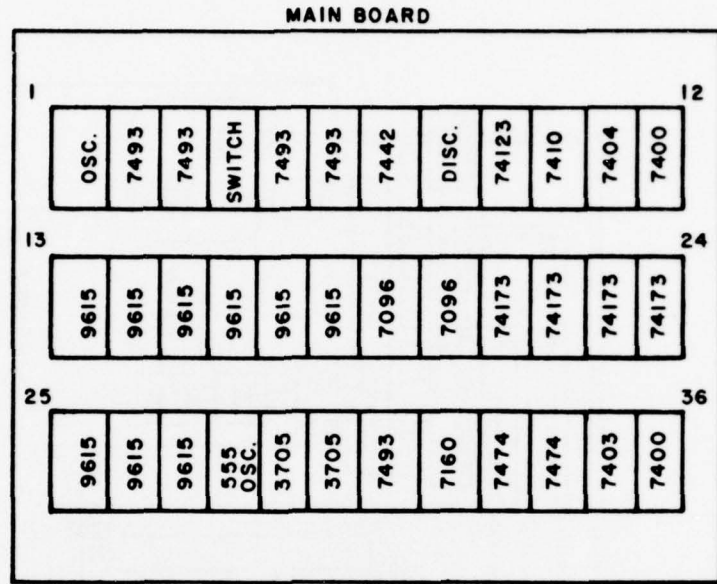 MAIN BOARD
1 12
OSC. 7493 7493 SWITCH 7493 7493 7442 DISC. 74123 7410 7404 7400
13 24
9615 9615 9615 9615 9615 9615 7096 7096 74173 74173 74173 74173
25 36
9615 9615 9615 555 OSC. 3705 3705 7493 7160 7474 7474 7403 7400